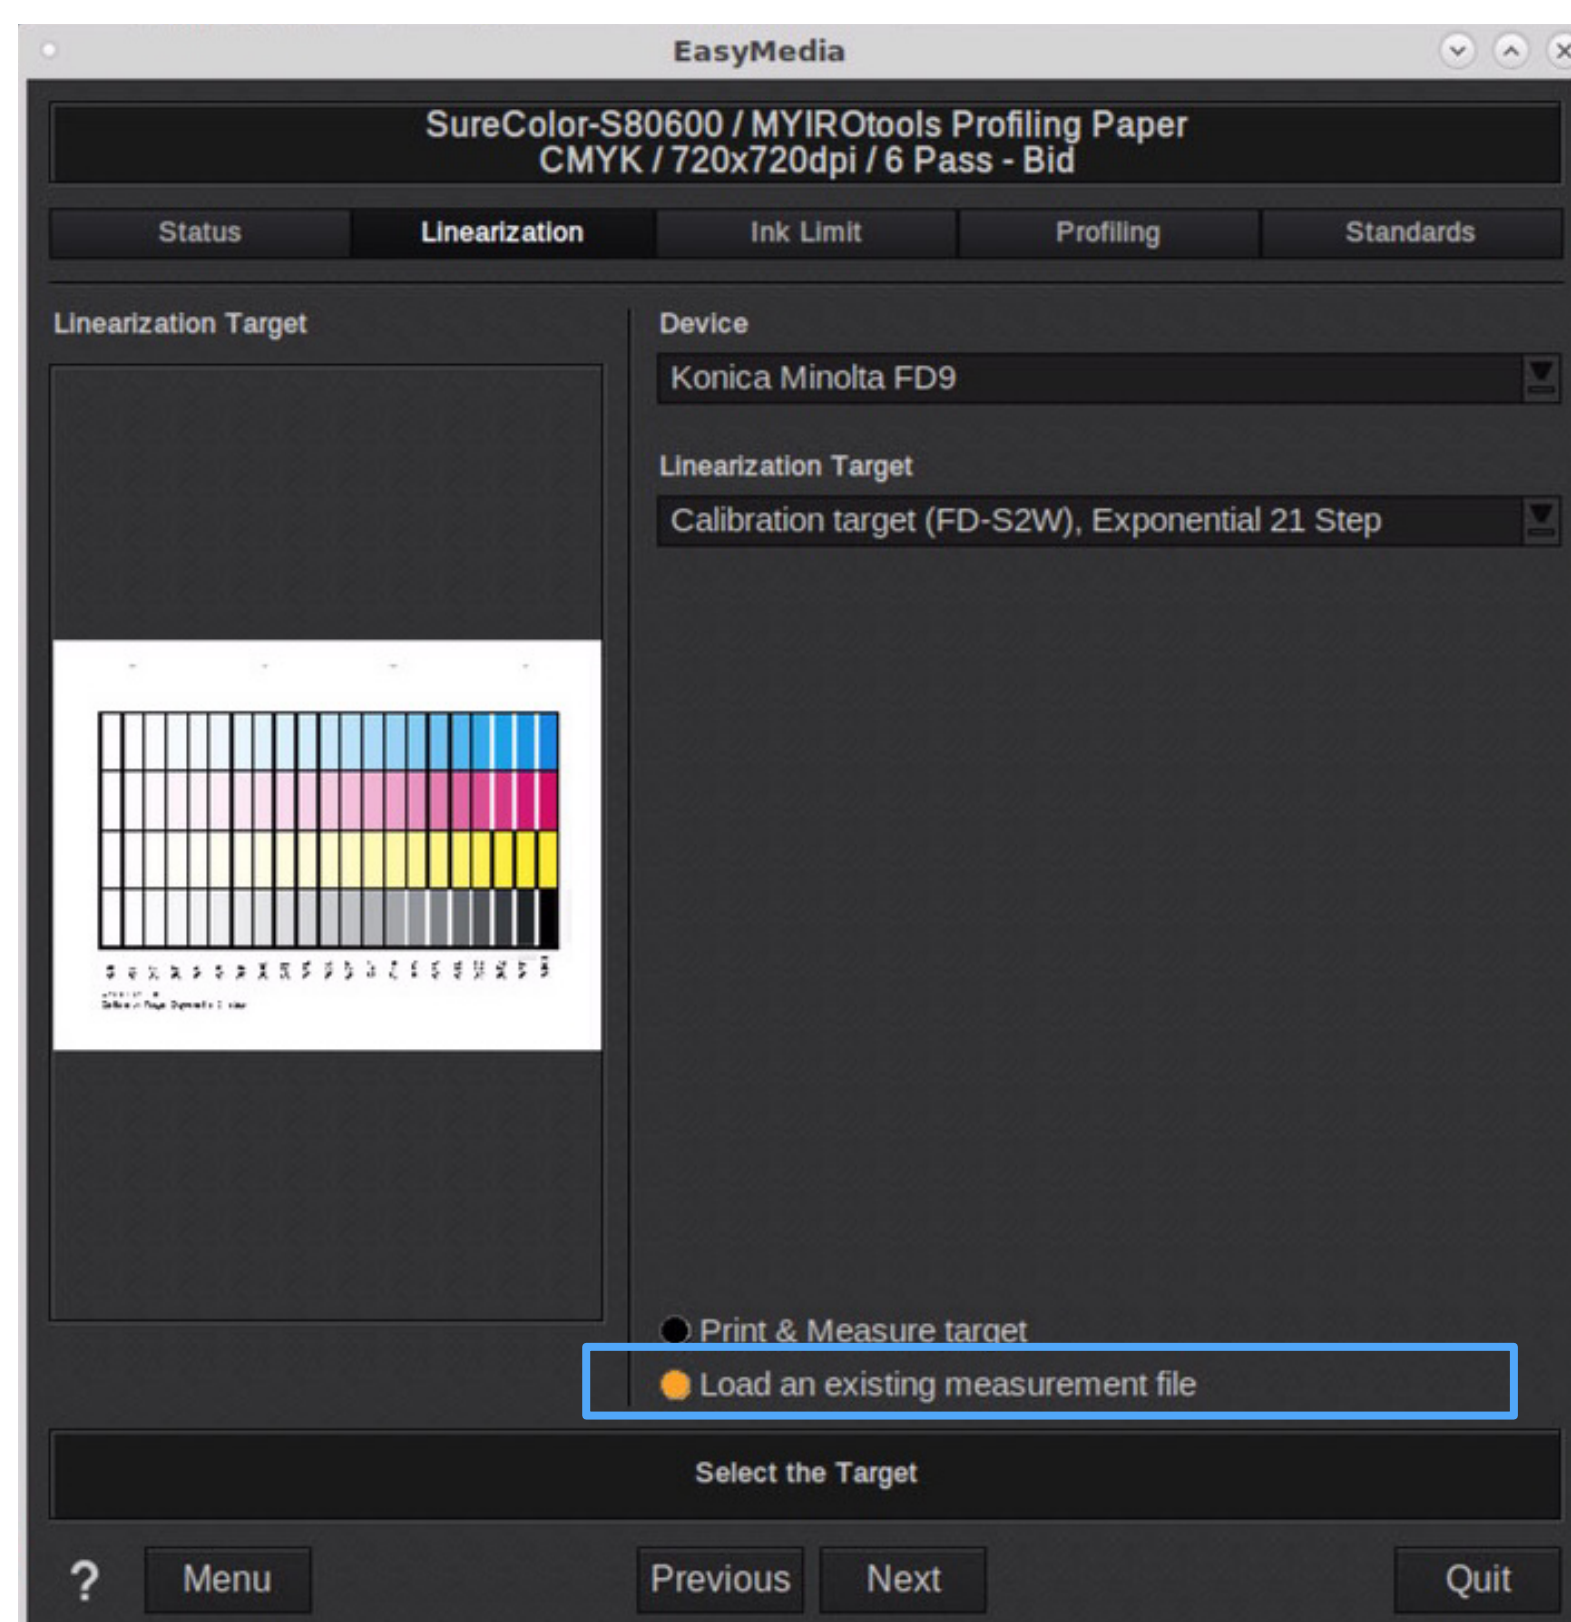 EasyMedia
SureColor-S80600 / MYIROtools Profiling Paper
CMYK / 720x720dpi / 6 Pass - Bid
Status
Linearization
Ink Limit
Profiling
Standards
Linearization Target
Device
Konica Minolta FD9
Linearization Target
Calibration target (FD-S2W), Exponential 21 Step
Print & Measure target
Load an existing measurement file
Select the Target
?
Menu
Previous
Next
Quit